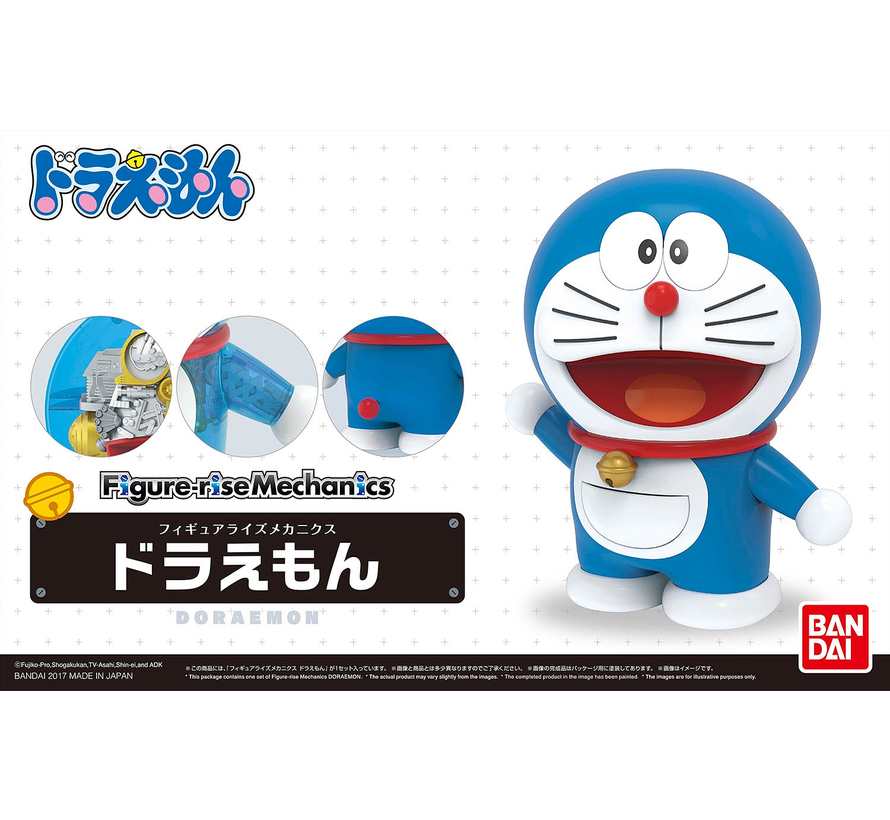 ドラえもん
Figure-riseMechanics
フィギュアライズメカニクス
ドラえもん
DORAEMON
BAN
DAI
©Fujiko-Pro,Shogakukan,TV-Asahi,Shin-ei,and ADK
BANDAI 2017 MADE IN JAPAN
※この商品には、「フィギュアライズメカニクス ドラえもん」が1セット入っています。 ※画像と商品とは多少異なりますのでご了承ください。 ※画像の完成品はパッケージ用に塗装してあります。 ※画像はイメージです。
* This package contains one set of Figure-rise Mechanics DORAEMON. * The actual product may vary slightly from the images. * The completed product in the image has been painted. * The images are for illustrative purposes only.